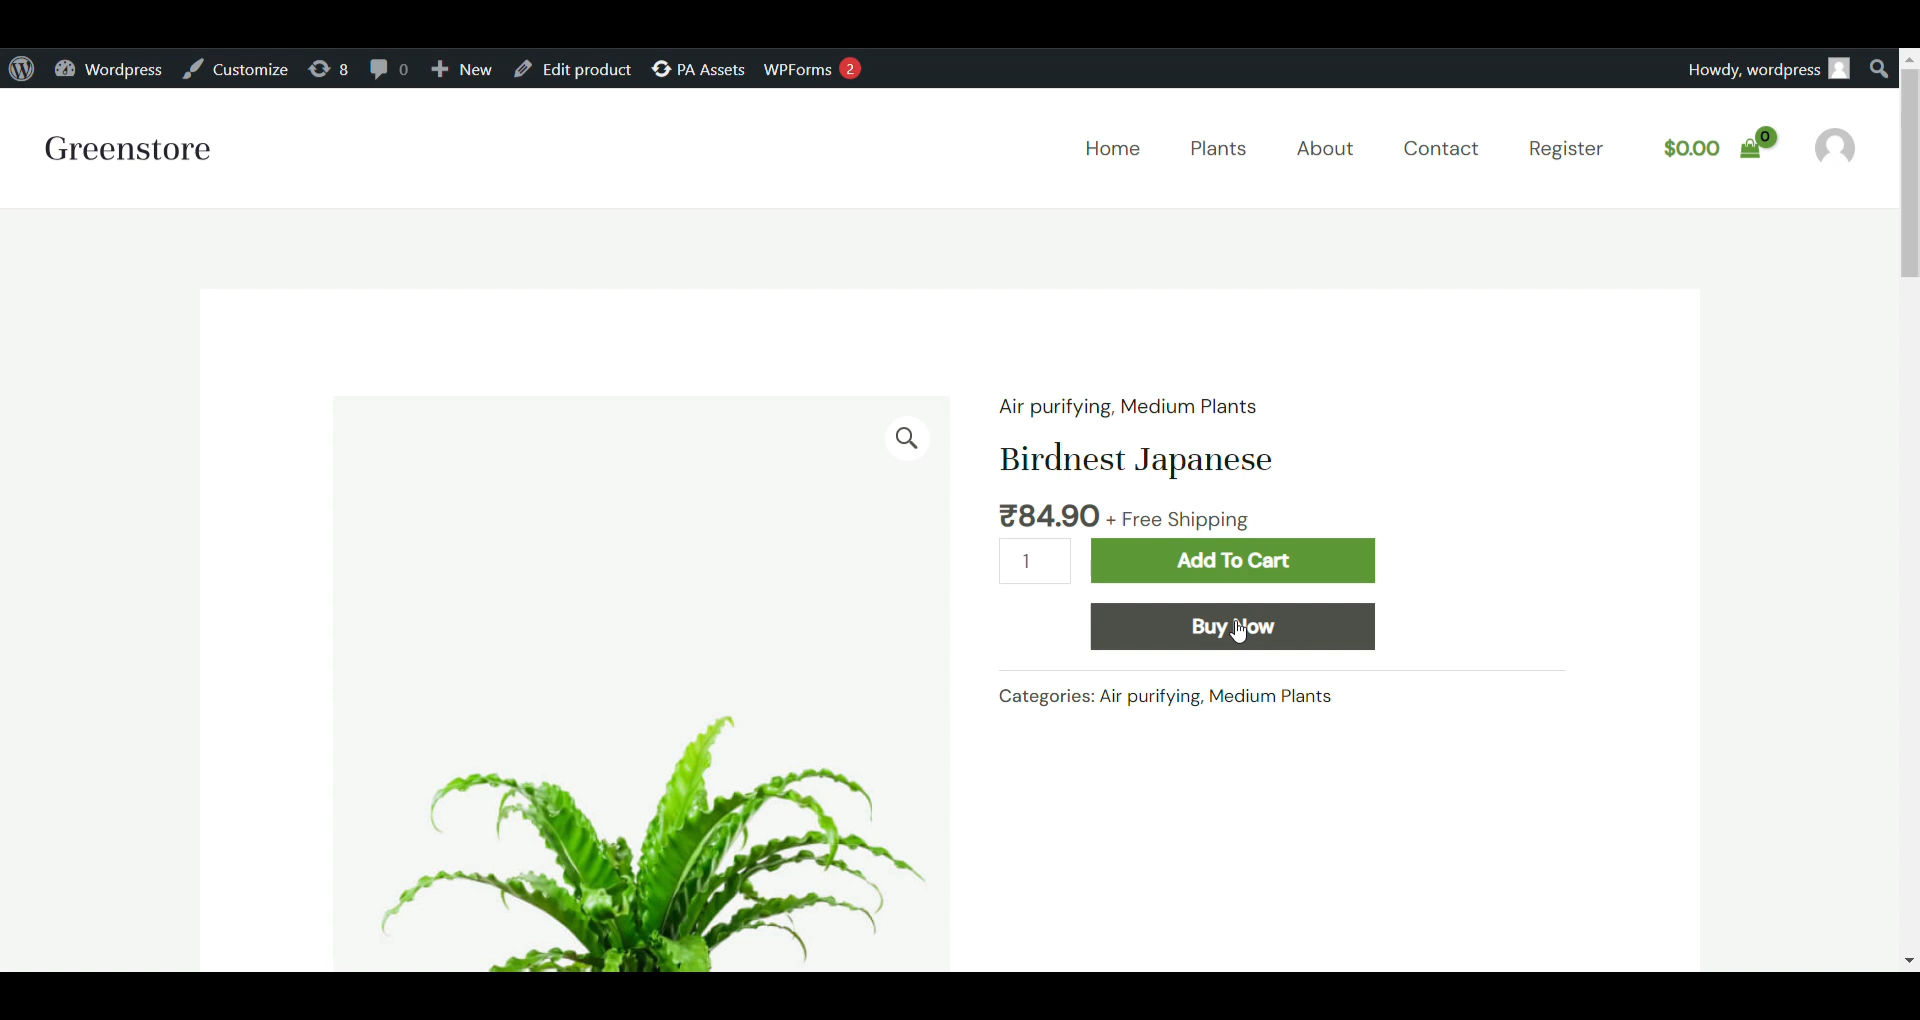 Wordpress Customize 8 0 New Edit product PA Assets WPForms 2 Howdy, wordpress
Greenstore Home Plants About Contact Register $0.00 0
Air purifying, Medium Plants
Birdnest Japanese
₹84.90 + Free Shipping
1 Add To Cart
Buy Now
Categories: Air purifying, Medium Plants